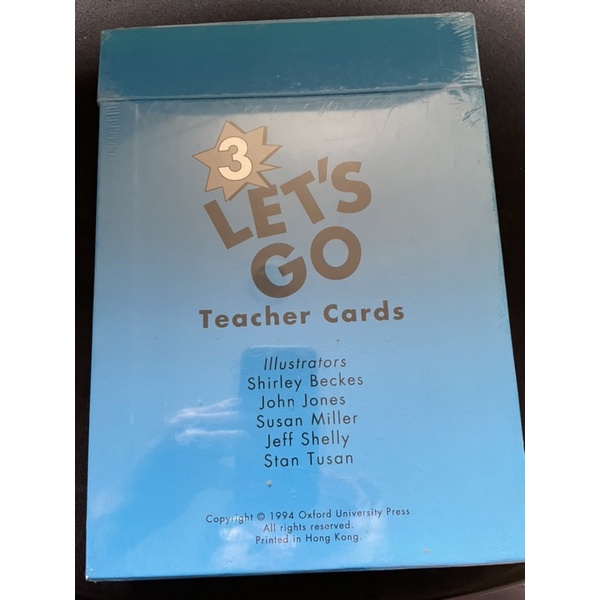 3
LET'S
GO
Teacher Cards
Illustrators
Shirley Beckes
John Jones
Susan Miller
Jeff Shelly
Stan Tusan
Copyright © 1994 Oxford University Press
All rights reserved.
Printed in Hong Kong.